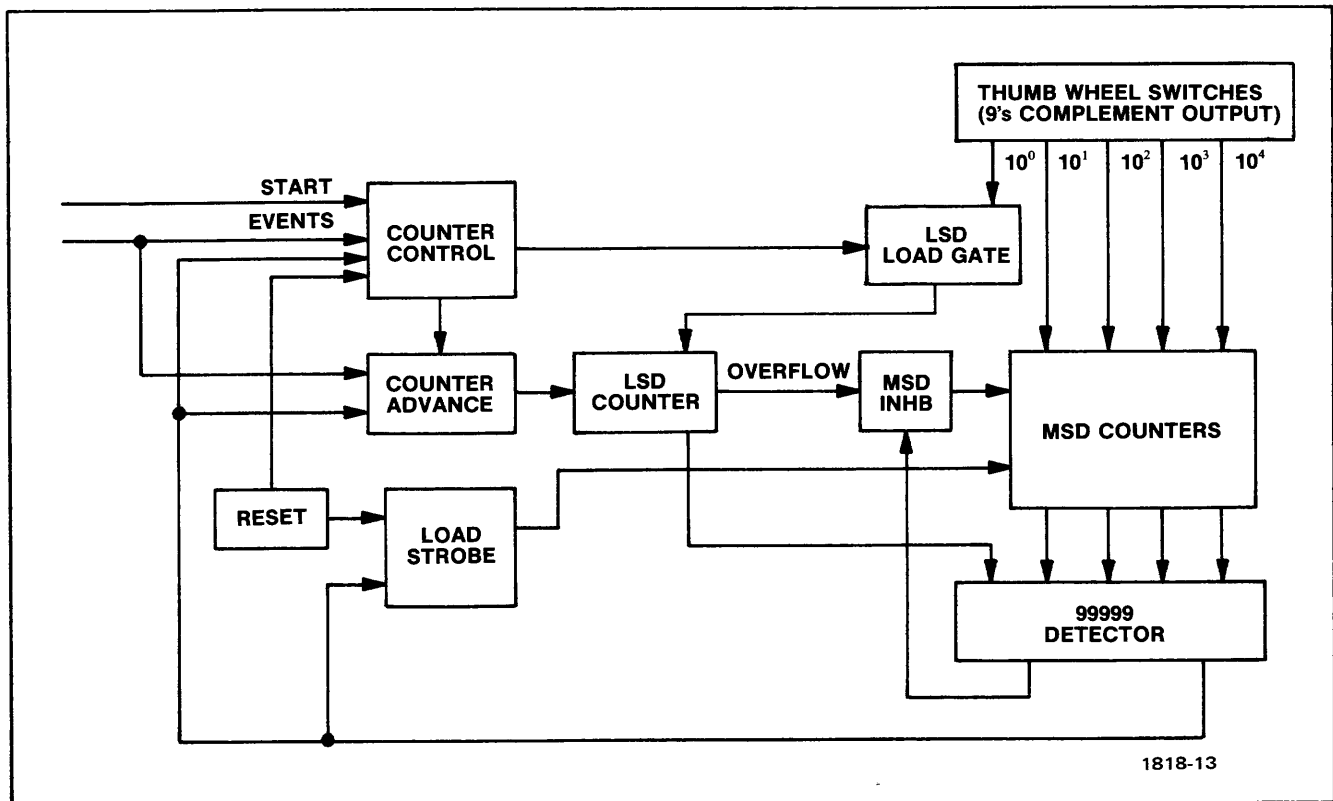 THUMB WHEEL SWITCHES
(9's COMPLEMENT OUTPUT)
10⁰ 10¹ 10² 10³ 10⁴
START
EVENTS
COUNTER
CONTROL
LSD
LOAD GATE
COUNTER
ADVANCE
LSD
COUNTER
OVERFLOW
MSD
INHB
MSD COUNTERS
RESET
LOAD
STROBE
99999
DETECTOR
1818-13